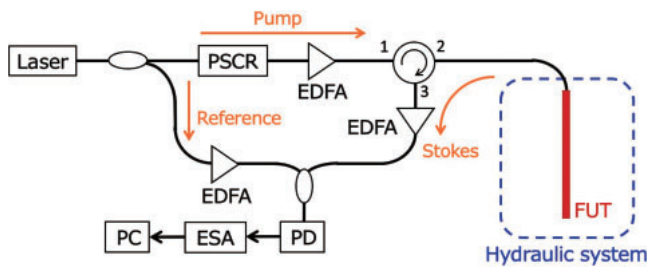 Pump
Laser
PSCR
1
2
3
EDFA
EDFA
Reference
Stokes
EDFA
FUT
PC
ESA
PD
Hydraulic system